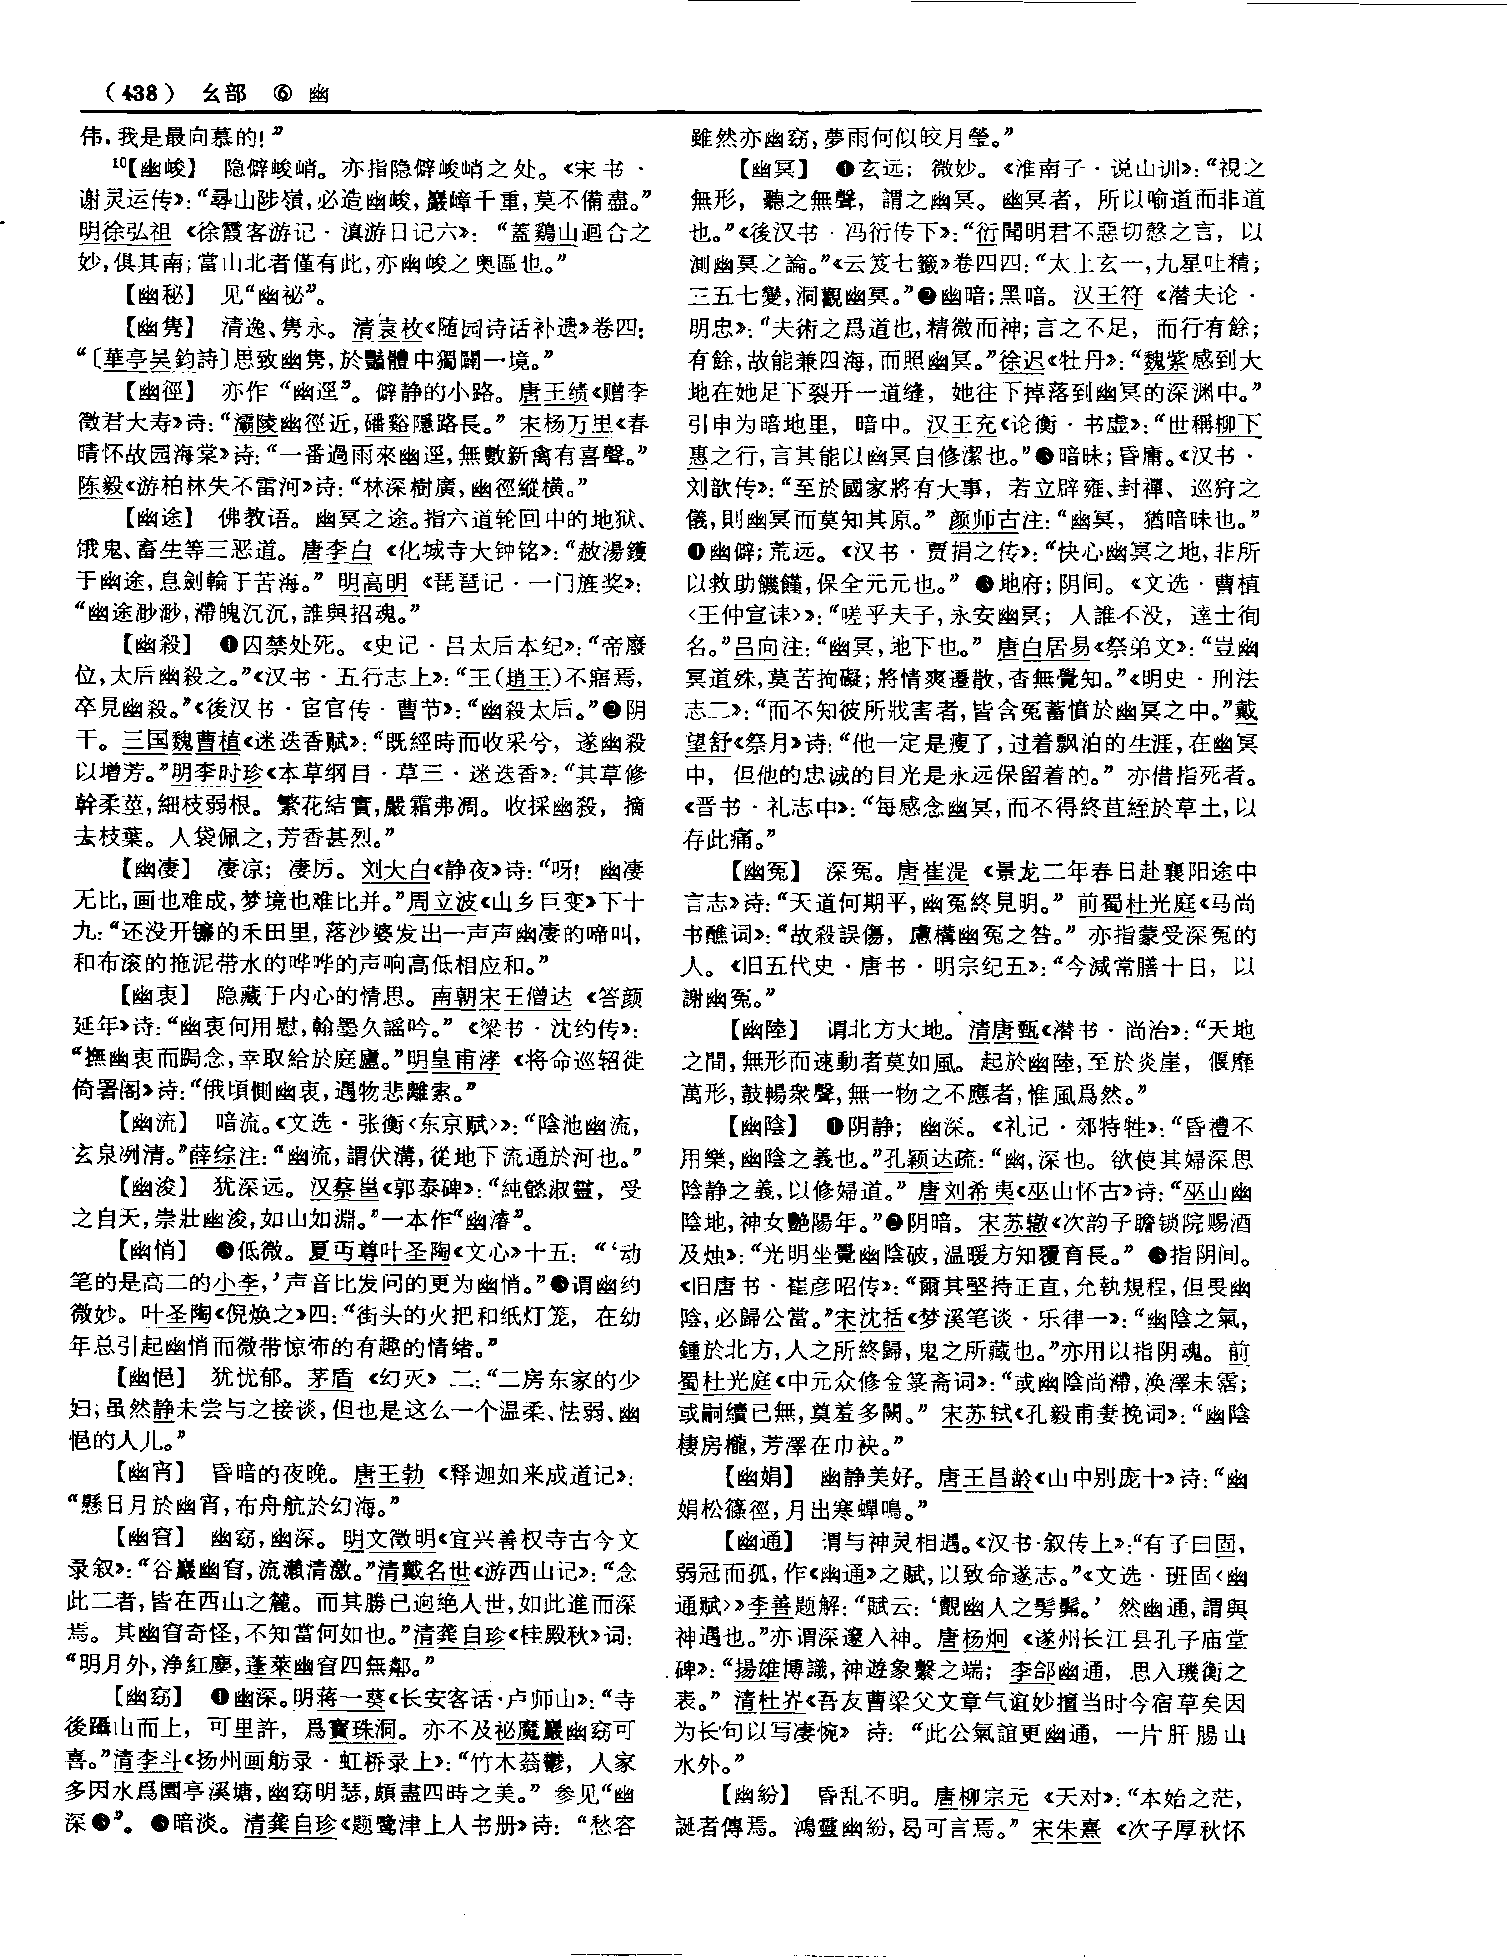 （438） 幺部 ⑥ 幽
伟，我是最向慕的！”
¹⁰【幽峻】 隐僻峻峭。亦指隐僻峻峭之处。《宋书·
谢灵运传》：“尋山陟嶺，必造幽峻，巖嶂千重，莫不備盡。”
明徐弘祖《徐霞客游记·滇游日记六》：“蓋鷄山迴合之
妙，俱其南；當山北者僅有此，亦幽峻之奥區也。”
【幽秘】 见“幽祕”。
【幽隽】 清逸、隽永。清袁枚《随园诗话补遗》卷四：
“〔華亭吴鈞詩〕思致幽隽，於豔體中獨闢一境。”
【幽徑】 亦作“幽逕”。僻静的小路。唐王绩《赠李
徵君大寿》诗：“灞陵幽徑近，磻谿隱路長。”宋杨万里《春
晴怀故园海棠》诗：“一番過雨來幽逕，無數新禽有喜聲。”
陈毅《游柏林失不雷河》诗：“林深樹廣，幽徑縱橫。”
【幽途】 佛教语。幽冥之途。指六道轮回中的地狱、
饿鬼、畜生等三恶道。唐李白《化城寺大钟铭》：“赦湯鑊
于幽途，息劍輪于苦海。”明高明《琵琶记·一门旌奖》：
“幽途渺渺，滯魄沉沉，誰與招魂。”
【幽殺】 ❶囚禁处死。《史记·吕太后本纪》：“帝廢
位，太后幽殺之。”《汉书·五行志上》：“王（趙王）不寤焉，
卒見幽殺。”《後汉书·宦官传·曹节》：“幽殺太后。”❷阴
干。三国魏曹植《迷迭香赋》：“既經時而收采兮，遂幽殺
以增芳。”明李时珍《本草纲目·草三·迷迭香》：“其草修
幹柔莖，細枝弱根。繁花結實，嚴霜弗凋。收採幽殺，摘
去枝葉。人袋佩之，芳香甚烈。”
【幽凄】 凄凉；凄厉。刘大白《静夜》诗：“呀！幽凄
无比，画也难成，梦境也难比并。”周立波《山乡巨变》下十
九：“还没开镰的禾田里，落沙婆发出一声声幽凄的啼叫，
和布滚的拖泥带水的哗哗的声响高低相应和。”
【幽衷】 隐藏于内心的情思。南朝宋王僧达《答颜
延年》诗：“幽衷何用慰，翰墨久謡吟。”《梁书·沈约传》：
“撫幽衷而跼念，幸取給於庭廬。”明皇甫涍《将命巡轺徙
倚署阁》诗：“俄頃惻幽衷，遇物悲離索。”
【幽流】 暗流。《文选·张衡〈东京赋〉》：“陰池幽流，
玄泉冽清。”薛综注：“幽流，謂伏溝，從地下流通於河也。”
【幽浚】 犹深远。汉蔡邕《郭泰碑》：“純懿淑靈，受
之自天，崇壯幽浚，如山如淵。”一本作“幽濬”。
【幽悄】 ❶低微。夏丏尊叶圣陶《文心》十五：“‘动
笔的是高二的小李，’声音比发问的更为幽悄。”❷谓幽约
微妙。叶圣陶《倪焕之》四：“街头的火把和纸灯笼，在幼
年总引起幽悄而微带惊怖的有趣的情绪。”
【幽悒】 犹忧郁。茅盾《幻灭》二：“二房东家的少
妇；虽然静未尝与之接谈，但也是这么一个温柔、怯弱、幽
悒的人儿。”
【幽宵】 昏暗的夜晚。唐王勃《释迦如来成道记》：
“懸日月於幽宵，布舟航於幻海。”
【幽窅】 幽窈，幽深。明文徵明《宜兴善权寺古今文
录叙》：“谷巖幽窅，流瀨清激。”清戴名世《游西山记》：“念
此二者，皆在西山之麓。而其勝已迥绝人世，如此進而深
焉。其幽窅奇怪，不知當何如也。”清龚自珍《桂殿秋》词：
“明月外，净紅塵，蓬萊幽窅四無鄰。”
【幽窈】 ❶幽深。明蒋一葵《长安客话·卢师山》：“寺
後躡山而上，可里許，爲寶珠洞。亦不及祕魔巖幽窈可
喜。”清李斗《扬州画舫录·虹桥录上》：“竹木蓊鬱，人家
多因水爲園亭溪塘，幽窈明瑟，頗盡四時之美。”参见“幽
深❶”。❷暗淡。清龚自珍《题鹭津上人书册》诗：“愁容
雖然亦幽窈，夢雨何似皎月瑩。”
【幽冥】 ❶玄远；微妙。《淮南子·说山训》：“視之
無形，聽之無聲，謂之幽冥。幽冥者，所以喻道而非道
也。”《後汉书·冯衍传下》：“衍聞明君不惡切愨之言，以
測幽冥之論。”《云笈七籤》卷四四：“太上玄一，九星吐精；
三五七變，洞觀幽冥。”❷幽暗；黑暗。汉王符《潜夫论·
明忠》：“夫術之爲道也，精微而神；言之不足，而行有餘；
有餘，故能兼四海，而照幽冥。”徐迟《牡丹》：“魏紫感到大
地在她足下裂开一道缝，她往下掉落到幽冥的深渊中。”
引申为暗地里，暗中。汉王充《论衡·书虚》：“世稱柳下
惠之行，言其能以幽冥自修潔也。”❸暗昧；昏庸。《汉书·
刘歆传》：“至於國家將有大事，若立辟雍、封禪、巡狩之
儀，則幽冥而莫知其原。”颜师古注：“幽冥，猶暗昧也。”
❹幽僻；荒远。《汉书·贾捐之传》：“快心幽冥之地，非所
以救助饑饉，保全元元也。”❺地府；阴间。《文选·曹植
〈王仲宣诔〉》：“嗟乎夫子，永安幽冥；人誰不没，達士徇
名。”吕向注：“幽冥，地下也。”唐白居易《祭弟文》：“豈幽
冥道殊，莫苦拘礙；將情爽遷散，杳無覺知。”《明史·刑法
志二》：“而不知彼所戕害者，皆含冤蓄憤於幽冥之中。”戴
望舒《祭月》诗：“他一定是瘦了，过着飘泊的生涯，在幽冥
中，但他的忠诚的目光是永远保留着的。”亦借指死者。
《晋书·礼志中》：“每感念幽冥，而不得終苴絰於草土，以
存此痛。”
【幽冤】 深冤。唐崔湜《景龙二年春日赴襄阳途中
言志》诗：“天道何期平，幽冤終見明。”前蜀杜光庭《马尚
书醮词》：“故殺誤傷，慮構幽冤之咎。”亦指蒙受深冤的
人。《旧五代史·唐书·明宗纪五》：“今減常膳十日，以
謝幽冤。”
【幽陸】 谓北方大地。清唐甄《潜书·尚治》：“天地
之間，無形而速動者莫如風。起於幽陸，至於炎崖，偃靡
萬形，鼓暢衆聲，無一物之不應者，惟風爲然。”
【幽陰】 ❶阴静；幽深。《礼记·郊特牲》：“昏禮不
用樂，幽陰之義也。”孔颖达疏：“幽，深也。欲使其婦深思
陰静之義，以修婦道。”唐刘希夷《巫山怀古》诗：“巫山幽
陰地，神女艷陽年。”❷阴暗。宋苏辙《次韵子瞻锁院赐酒
及烛》：“光明坐覺幽陰破，温暖方知覆育長。”❸指阴间。
《旧唐书·崔彦昭传》：“爾其堅持正直，允執規程，但畏幽
陰，必歸公當。”宋沈括《梦溪笔谈·乐律一》：“幽陰之氣，
鍾於北方，人之所終歸，鬼之所藏也。”亦用以指阴魂。前
蜀杜光庭《中元众修金箓斋词》：“或幽陰尚滯，涣澤未霑；
或嗣續已無，奠羞多闕。”宋苏轼《孔毅甫妻挽词》：“幽陰
棲房櫳，芳澤在巾袂。”
【幽娟】 幽静美好。唐王昌龄《山中别庞十》诗：“幽
娟松篠徑，月出寒蟬鳴。”
【幽通】 谓与神灵相遇。《汉书·叙传上》：“有子曰固，
弱冠而孤，作《幽通》之賦，以致命遂志。”《文选·班固〈幽
通赋〉》李善题解：“賦云：‘覿幽人之髣髴。’然幽通，謂與
神遇也。”亦谓深邃入神。唐杨炯《遂州长江县孔子庙堂
碑》：“揚雄博識，神遊象繫之端；李郃幽通，思入璣衡之
表。”清杜岕《吾友曹梁父文章气谊妙擅当时今宿草矣因
为长句以写凄惋》诗：“此公氣誼更幽通，一片肝腸山
水外。”
【幽紛】 昏乱不明。唐柳宗元《天对》：“本始之茫，
誕者傳焉。鴻靈幽紛，曷可言焉。”宋朱熹《次子厚秋怀